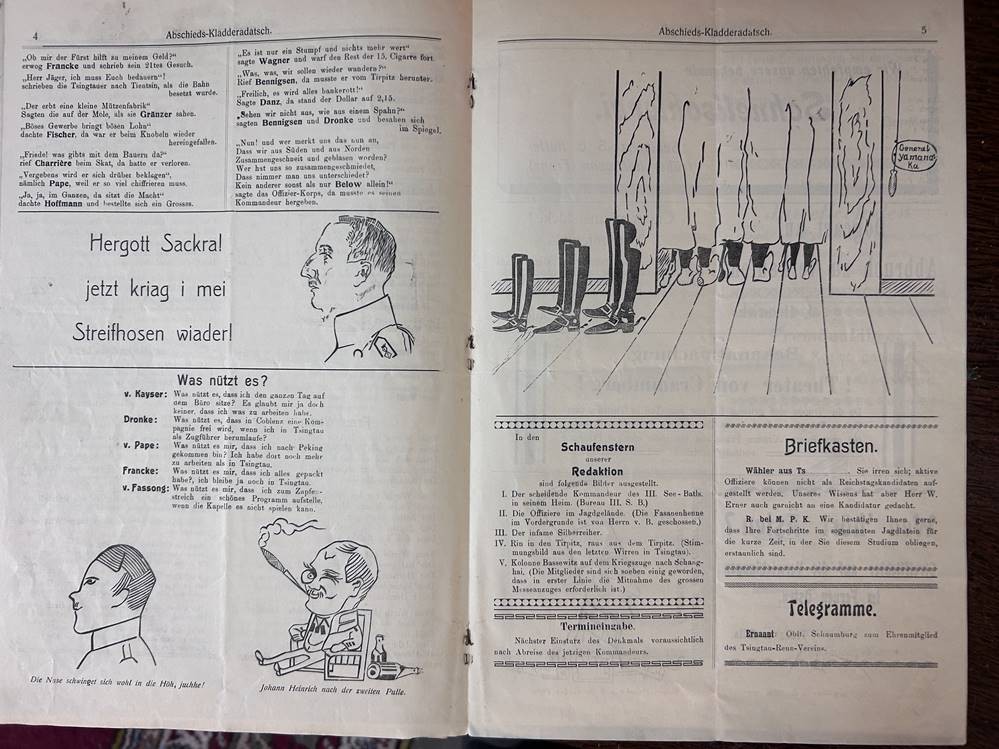 4
Abschieds-Kladderadatsch.
„Ob mir der Fürst hilft zu meinem Geld?“
erwog Francke und schrieb sein 21tes Gesuch.
„Herr Jäger, ich muss Euch bedauern“!
schrieben die Tsingtauer nach Tientsin, als die Bahn
besetzt wurde.
„Der erbt eine kleine Mützenfabrik“
Sagten die auf der Mole, als sie Gränzer sahen.
„Böses Gewerbe bringt bösen Lohn“
dachte Fischer, da war er beim Knobeln wieder
hereingefallen.
„Friede! was gibts mit dem Bauern da?“
rief Charrière beim Skat, da hatte er verloren.
„Vergebens wird er sich drüber beklagen“,
nämlich Pape, weil er so viel chiffrieren muss.
„Ja, ja, im Ganzen, da sitzt die Macht“
dachte Hoffmann und bestellte sich ein Grosses.
„Es ist nur ein Stumpf und nichts mehr wert“
sagte Wagner und warf den Rest der 15. Cigarre fort.
„Was, was, wir sollen wieder wandern?“
Rief Bennigsen, da musste er vom Tirpitz herunter.
„Freilich, es wird alles bankerott!“
Sagte Danz, da stand der Dollar auf 2,15.
„Sehen wir nicht aus, wie aus einem Spahn?“
sagten Bennigsen und Dronke und besahen sich
im Spiegel.
„Nun! und wer merkt uns das nun an,
Dass wir aus Süden und aus Norden
Zusammengeschneit und geblasen worden?
Wer hat uns so zusammengeschmiedet,
Dass nimmer man uns unterschiedet?
Kein anderer sonst als nur Below allein!“
sagte das Offizier-Korps, da musste es seinen
Kommandeur hergeben.
Hergott Sackra!
jetzt kriag i mei
Streifhosen wiader!
Was nützt es?
v. Kayser: Was nützt es, dass ich den ganzen Tag auf
dem Büro sitze? Es glaubt mir ja doch
keiner, dass ich was zu arbeiten habe.
Dronke: Was nützt es, dass in Coblenz eine Kom-
pagnie frei wird, wenn ich in Tsingtau
als Zugführer herumlaufe?
v. Pape: Was nützt es mir, dass ich nach Peking
gekommen bin? Ich habe dort noch mehr
zu arbeiten als in Tsingtau.
Francke: Was nützt es mir, dass ich alles gepackt
habe?, ich bleibe ja noch in Tsingtau.
v. Fassong: Was nützt es mir, dass ich zum Zapfen-
streich ein schönes Programm aufstelle,
wenn die Kapelle es nicht spielen kann.
Die Nase schwinget sich wohl in die Höh, juchhe!
Johann Heinrich nach der zweiten Pulle.
Abschieds-Kladderadatsch.
5
General
Yamana
Ka
In den
Schaufenstern
unserer
Redaktion
sind folgende Bilder ausgestellt.
I. Der scheidende Kommandeur des III. See-Batls.
in seinem Heim. (Bureau III. S. B.)
II. Die Offiziere im Jagdgelände. (Die Fasanenhenne
im Vordergrunde ist von Herrn v. B. geschossen.)
III. Der infame Silberreiher.
IV. Rin in den Tirpitz, raus aus dem Tirpitz. (Stim-
mungsbild aus den letzten Wirren in Tsingtau).
V. Kolonne Bassewitz auf dem Kriegszuge nach Schang-
hai. (Die Mitglieder sind sich soeben einig geworden,
dass in erster Linie die Mitnahme des grossen
Messeanzuges erforderlich ist.)
Termineingabe.
Nächster Einsturz des Denkmals voraussichtlich
nach Abreise des jetzigen Kommandeurs.
Briefkasten.
Wähler aus Ts.......... Sie irren sich; aktive
Offiziere können nicht als Reichstagskandidaten auf-
gestellt werden. Unseres Wissens hat aber Herr W.
Erner auch garnicht an eine Kandidatur gedacht.
R. bei M. P. K. Wir bestätigen Ihnen gerne,
dass Ihre Fortschritte im sogenannten Jagdlatein für
die kurze Zeit, in der Sie diesem Studium obliegen,
erstaunlich sind.
Telegramme.
Ernannt: Oblt. Schaumburg zum Ehrenmitglied
des Tsingtau-Renn-Vereins.